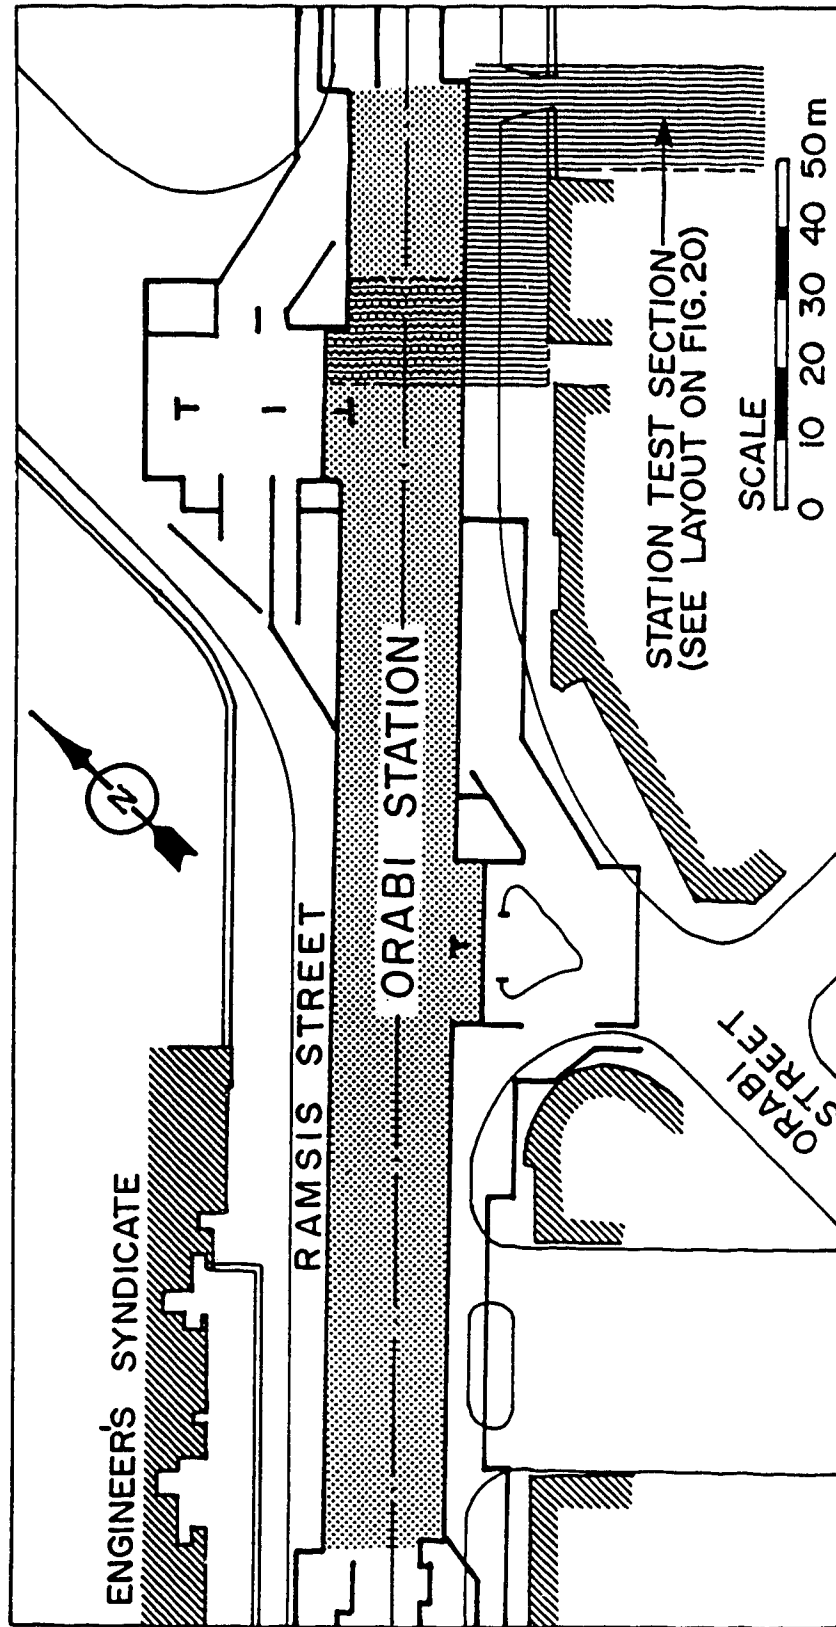 ENGINEER'S SYNDICATE
RAMSIS STREET
N
ORABI STATION
ORABI
STREET
STATION TEST SECTION
(SEE LAYOUT ON FIG.20)
SCALE
0 10 20 30 40 50m